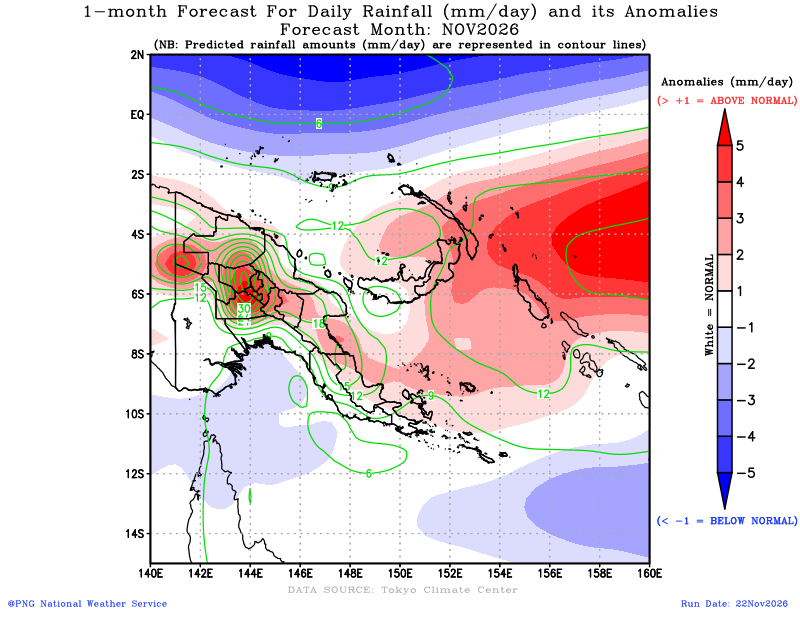 1-month Forecast For Daily Rainfall (mm/day) and its Anomalies
Forecast Month: NOV2026
(NB: Predicted rainfall amounts (mm/day) are represented in contour lines)
Anomalies (mm/day)
(> +1 = ABOVE NORMAL)
5
4
3
2
1
-1
-2
-3
-4
-5
White = NORMAL
(< -1 = BELOW NORMAL)
2N
EQ
2S
4S
6S
8S
10S
12S
14S
6
9
12
12
15
12
30
18
15
12
9
12
6
140E 142E 144E 146E 148E 150E 152E 154E 156E 158E 160E
DATA SOURCE: Tokyo Climate Center
@PNG National Weather Service
Run Date: 22Nov2026